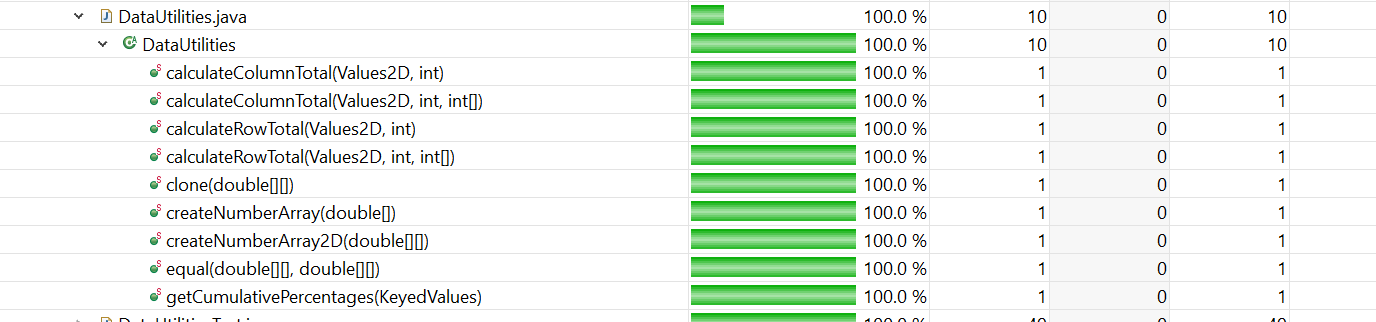 DataUtilities.java 100.0 % 10 0 10
DataUtilities 100.0 % 10 0 10
calculateColumnTotal(Values2D, int) 100.0 % 1 0 1
calculateColumnTotal(Values2D, int, int[]) 100.0 % 1 0 1
calculateRowTotal(Values2D, int) 100.0 % 1 0 1
calculateRowTotal(Values2D, int, int[]) 100.0 % 1 0 1
clone(double[][]) 100.0 % 1 0 1
createNumberArray(double[]) 100.0 % 1 0 1
createNumberArray2D(double[][]) 100.0 % 1 0 1
equal(double[][], double[][]) 100.0 % 1 0 1
getCumulativePercentages(KeyedValues) 100.0 % 1 0 1